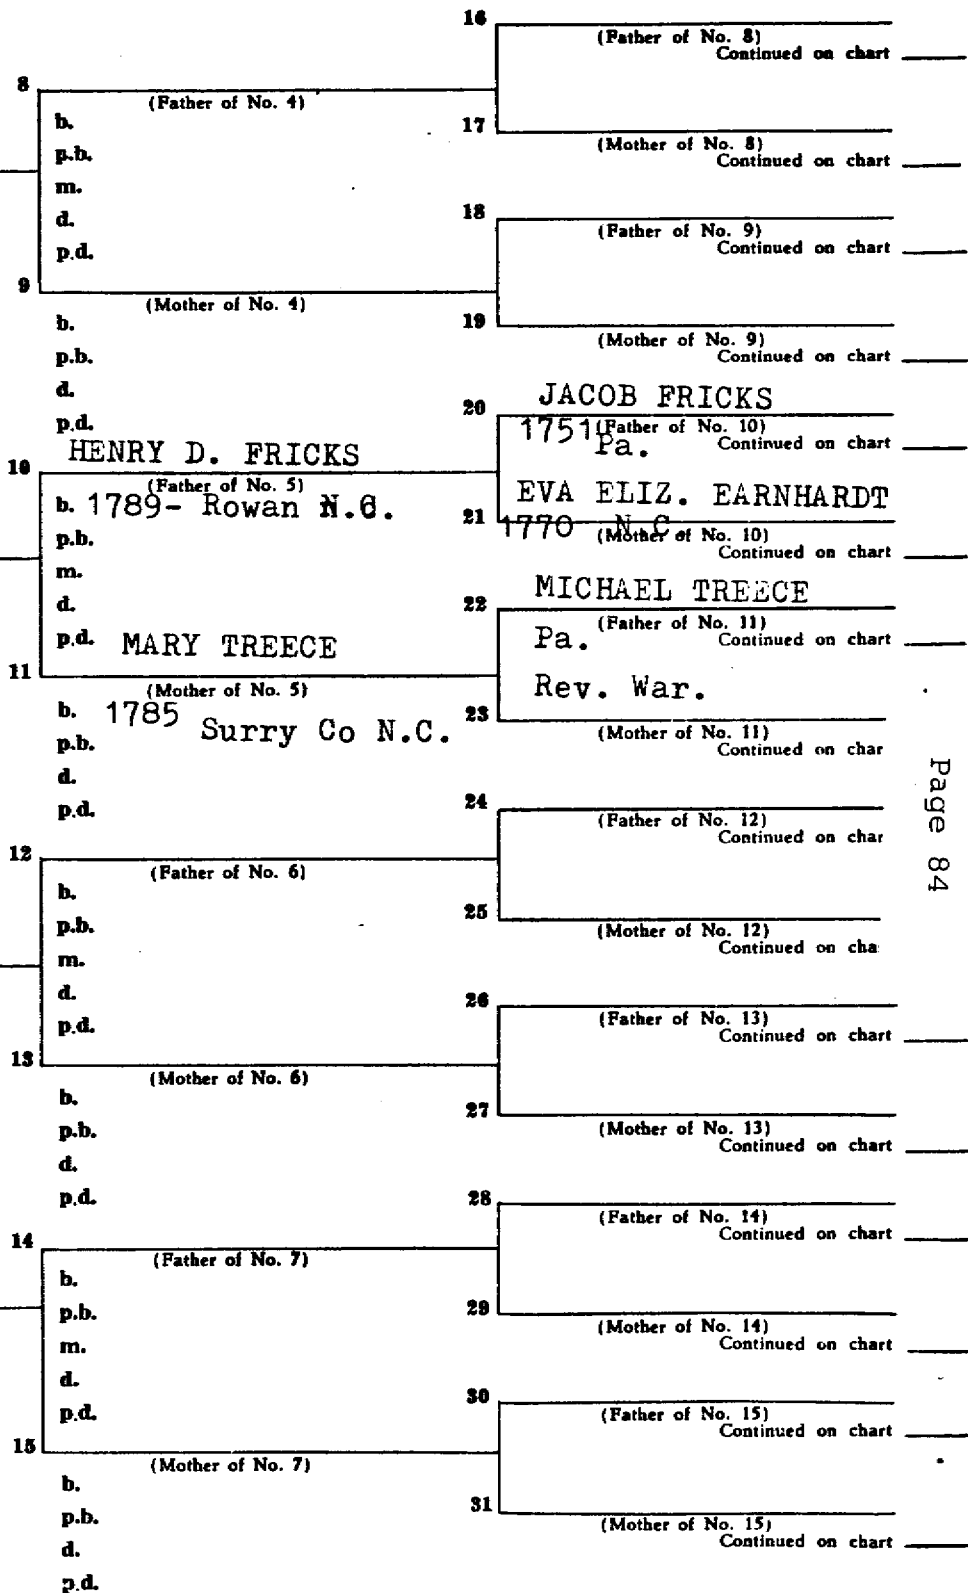 8
(Father of No. 4)
b.
p.b.
m.
d.
p.d.
9
(Mother of No. 4)
b.
p.b.
d.
p.d.
HENRY D. FRICKS
10
(Father of No. 5)
b. 1789- Rowan N.C.
p.b.
m.
d.
p.d. MARY TREECE
11
(Mother of No. 5)
b. 1785
p.b. Surry Co N.C.
d.
p.d.
12
(Father of No. 6)
b.
p.b.
m.
d.
p.d.
13
(Mother of No. 6)
b.
p.b.
d.
p.d.
14
(Father of No. 7)
b.
p.b.
m.
d.
p.d.
15
(Mother of No. 7)
b.
p.b.
d.
p.d.
16
(Father of No. 8)
Continued on chart
17
(Mother of No. 8)
Continued on chart
18
(Father of No. 9)
Continued on chart
19
(Mother of No. 9)
Continued on chart
JACOB FRICKS
20
1751 (Father of No. 10)
Pa. Continued on chart
EVA ELIZ. EARNHARDT
21
1770 N.C.
(Mother of No. 10)
Continued on chart
MICHAEL TREECE
22
(Father of No. 11)
Pa. Continued on chart
Rev. War.
23
(Mother of No. 11)
Continued on char
24
(Father of No. 12)
Continued on char
25
(Mother of No. 12)
Continued on cha
26
(Father of No. 13)
Continued on chart
27
(Mother of No. 13)
Continued on chart
28
(Father of No. 14)
Continued on chart
29
(Mother of No. 14)
Continued on chart
30
(Father of No. 15)
Continued on chart
31
(Mother of No. 15)
Continued on chart
Page 84